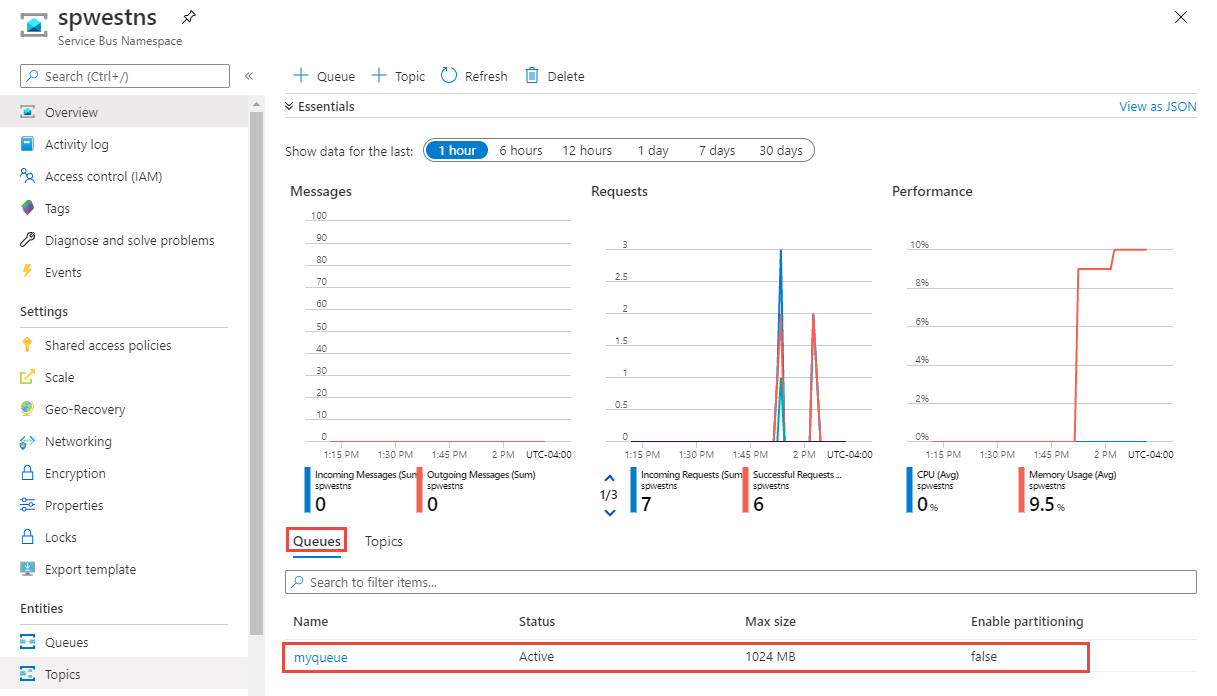 spwestns
Service Bus Namespace
Search (Ctrl+/)
«
Overview
Activity log
Access control (IAM)
Tags
Diagnose and solve problems
Events
Settings
Shared access policies
Scale
Geo-Recovery
Networking
Encryption
Properties
Locks
Export template
Entities
Queues
Topics
+ Queue + Topic Refresh Delete
Essentials View as JSON
Show data for the last: 1 hour 6 hours 12 hours 1 day 7 days 30 days
Messages
100
90
80
70
60
50
40
30
20
10
0
1:15 PM 1:30 PM 1:45 PM 2 PM UTC-04:00
Incoming Messages (Sum
spwestns
0
Outgoing Messages (Sum)
spwestns
0
Requests
3
2.5
2
1.5
1
0.5
0
1:15 PM 1:30 PM 1:45 PM 2 PM UTC-04:00
1/3
Incoming Requests (Sum
spwestns
7
Successful Requests ...
spwestns
6
Performance
10%
8%
6%
4%
2%
0%
1:15 PM 1:30 PM 1:45 PM 2 PM UTC-04:00
CPU (Avg)
spwestns
0 %
Memory Usage (Avg)
spwestns
9.5 %
Queues Topics
Search to filter items...
Name Status Max size Enable partitioning
myqueue Active 1024 MB false